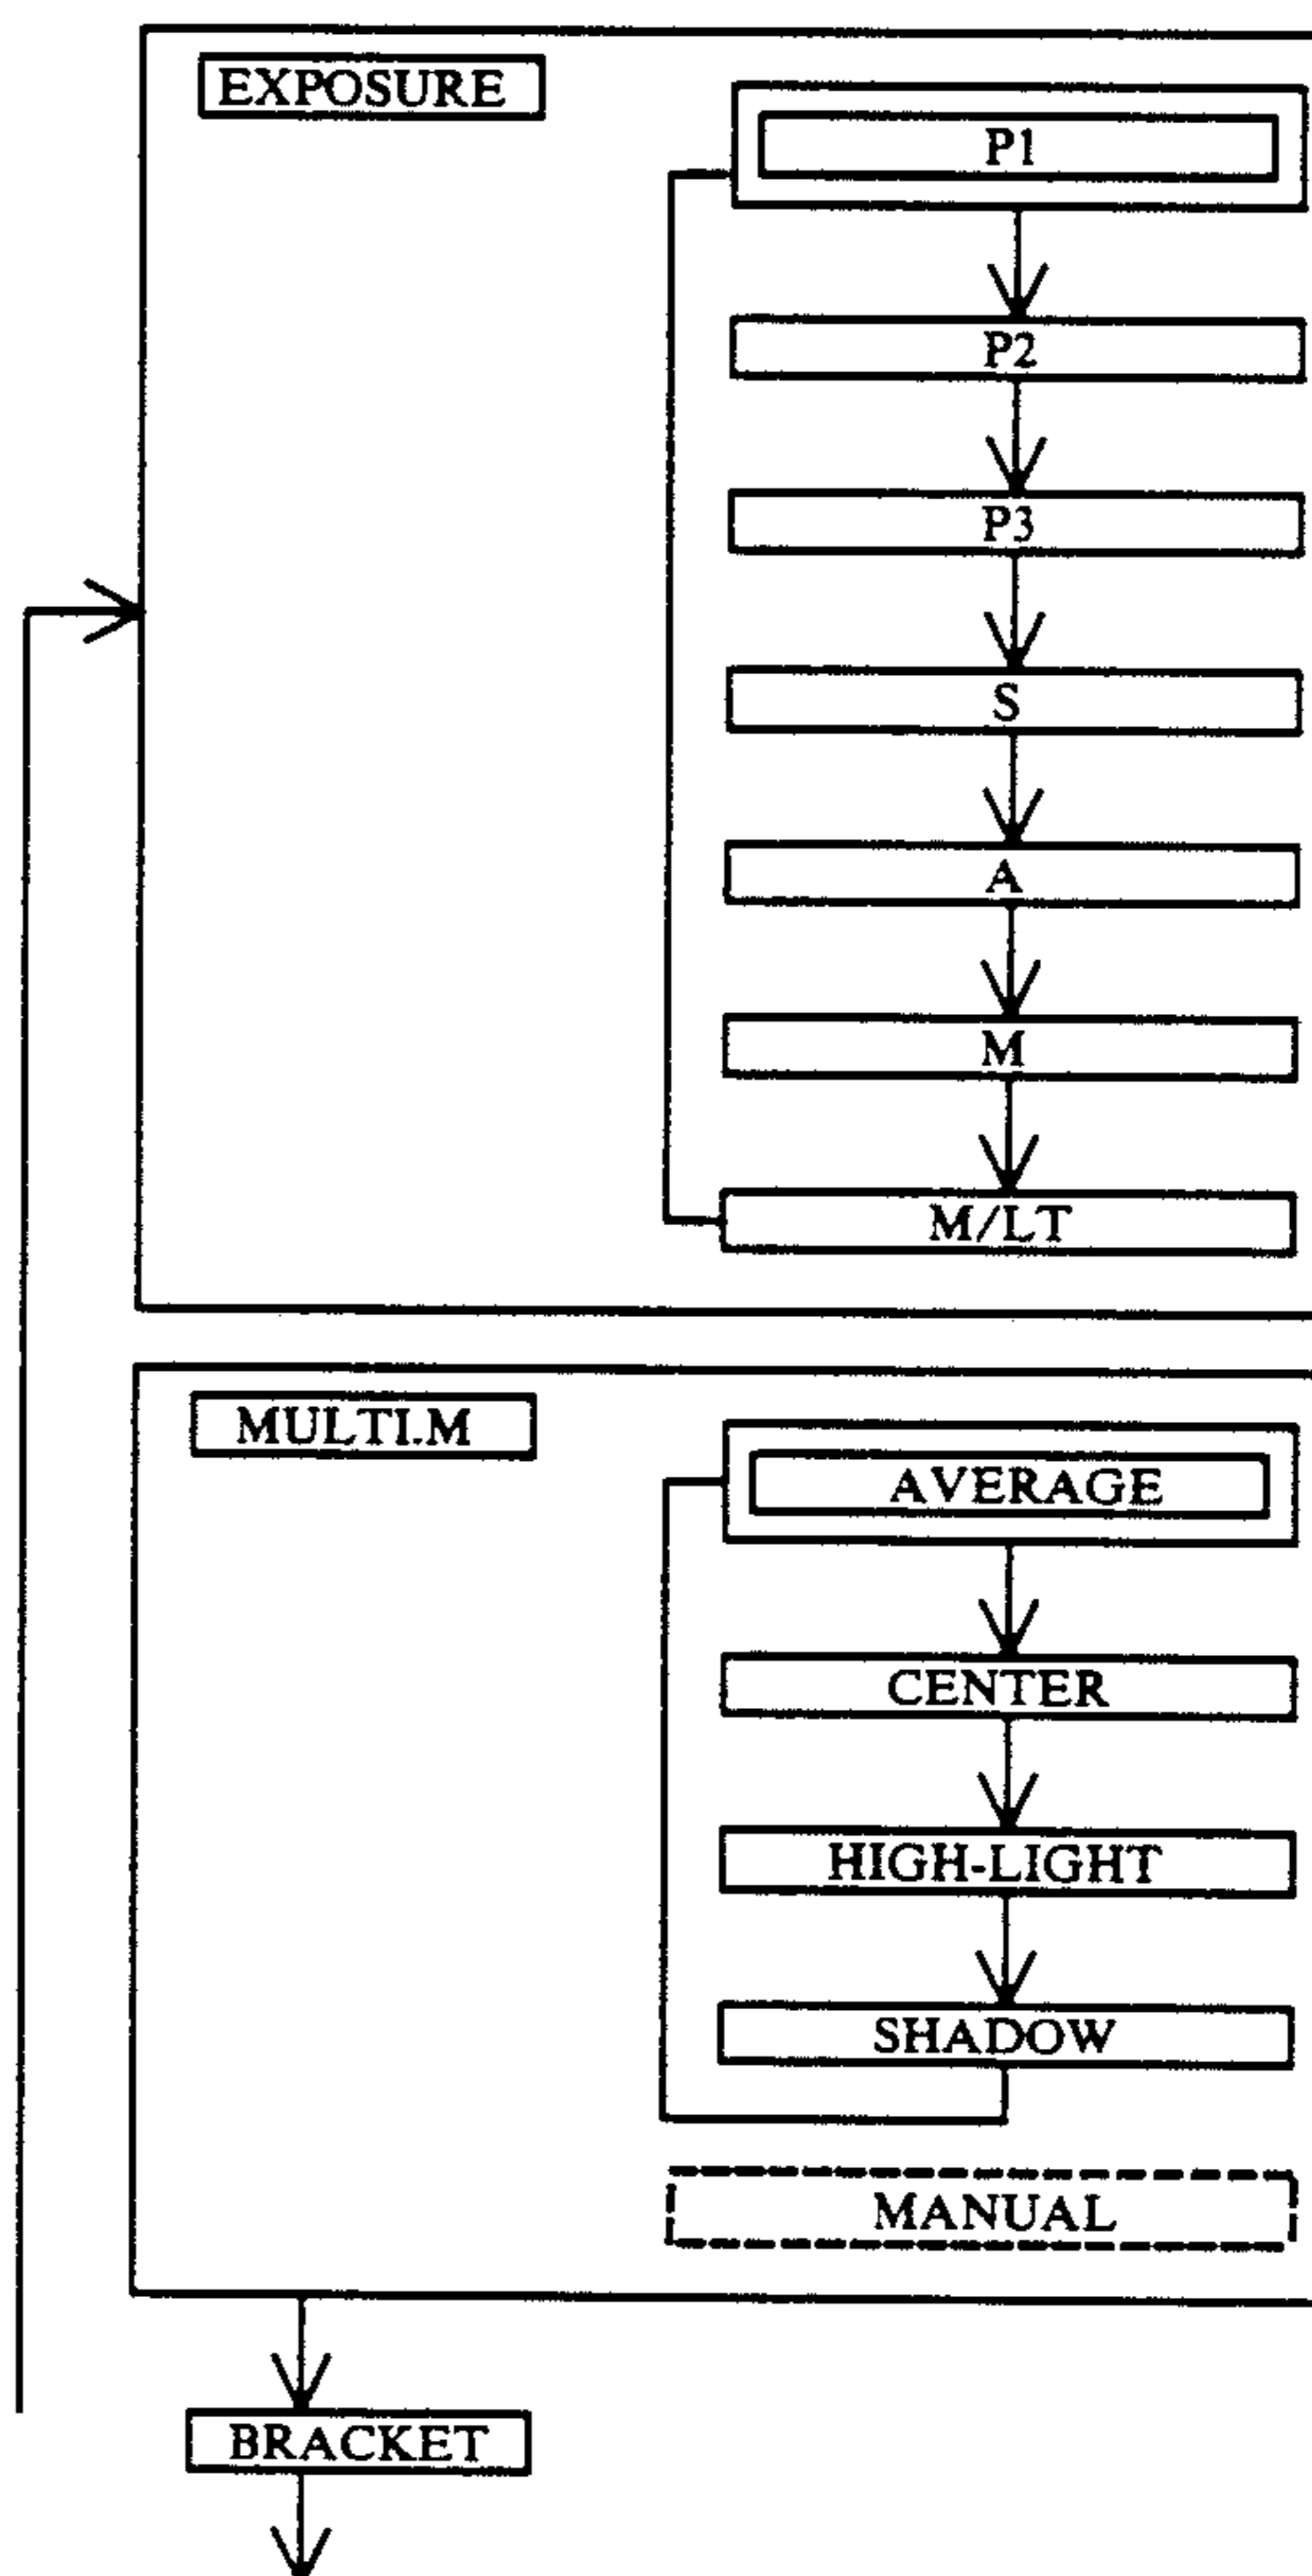 EXPOSURE
P1
P2
P3
S
A
M
M/LT
MULTI.M
AVERAGE
CENTER
HIGH-LIGHT
SHADOW
MANUAL
BRACKET